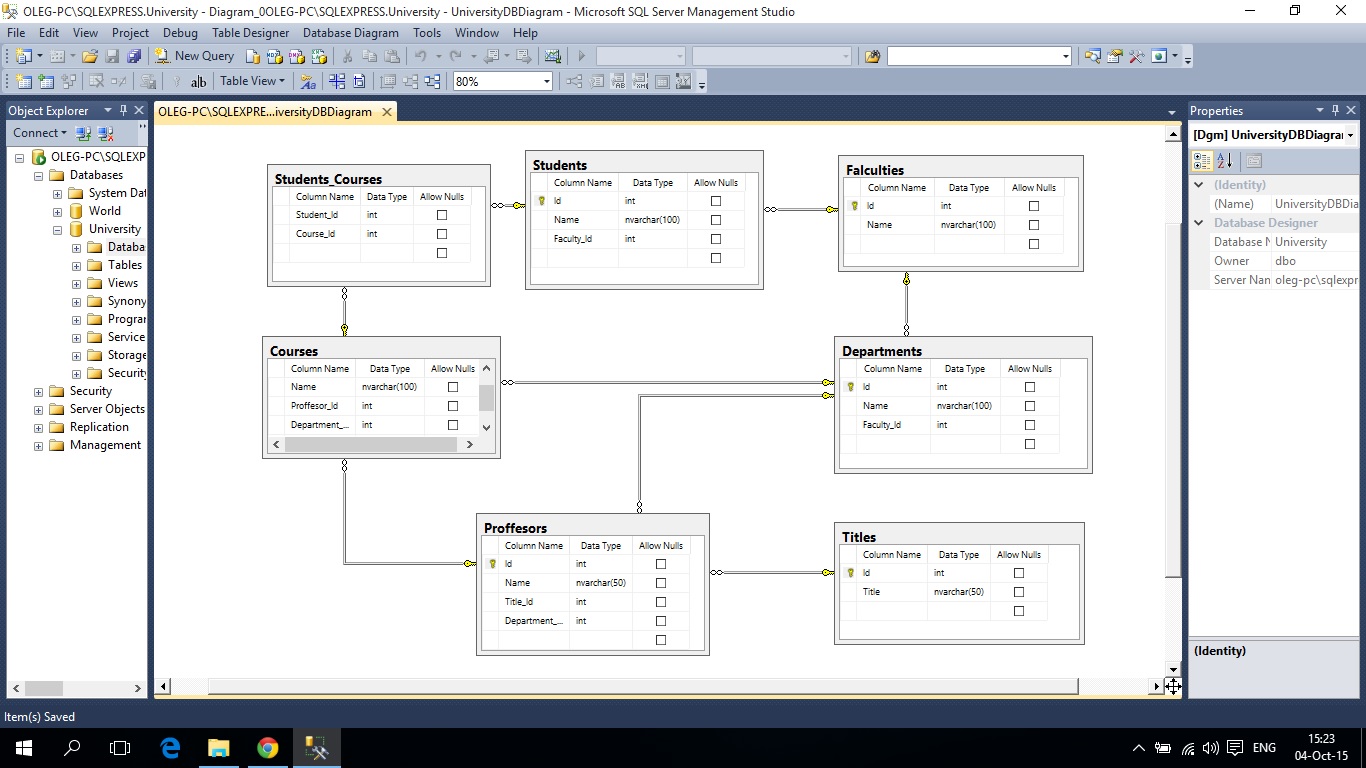 OLEG-PC\SQLEXPRESS.University - Diagram_0OLEG-PC\SQLEXPRESS.University - UniversityDBDiagram - Microsoft SQL Server Management Studio
File Edit View Project Debug Table Designer Database Diagram Tools Window Help
New Query
Table View 80%
Object Explorer
Connect
OLEG-PC\SQLEXP
Databases
System Dat
World
University
Databa
Tables
Views
Synony
Program
Service
Storage
Security
Security
Server Objects
Replication
Management
OLEG-PC\SQLEXPRE...iversityDBDiagram
Students_Courses
Column Name Data Type Allow Nulls
Student_Id int
Course_Id int
Students
Column Name Data Type Allow Nulls
Id int
Name nvarchar(100)
Faculty_Id int
Falculties
Column Name Data Type Allow Nulls
Id int
Name nvarchar(100)
Courses
Column Name Data Type Allow Nulls
Name nvarchar(100)
Proffesor_Id int
Department_... int
Departments
Column Name Data Type Allow Nulls
Id int
Name nvarchar(100)
Faculty_Id int
Proffesors
Column Name Data Type Allow Nulls
Id int
Name nvarchar(50)
Title_Id int
Department_... int
Titles
Column Name Data Type Allow Nulls
Id int
Title nvarchar(50)
Properties
[Dgm] UniversityDBDiagrar
(Identity)
(Name) UniversityDBDia
Database Designer
Database N University
Owner dbo
Server Nan oleg-pc\sqlexpr
(Identity)
Item(s) Saved
ENG
15:23
04-Oct-15